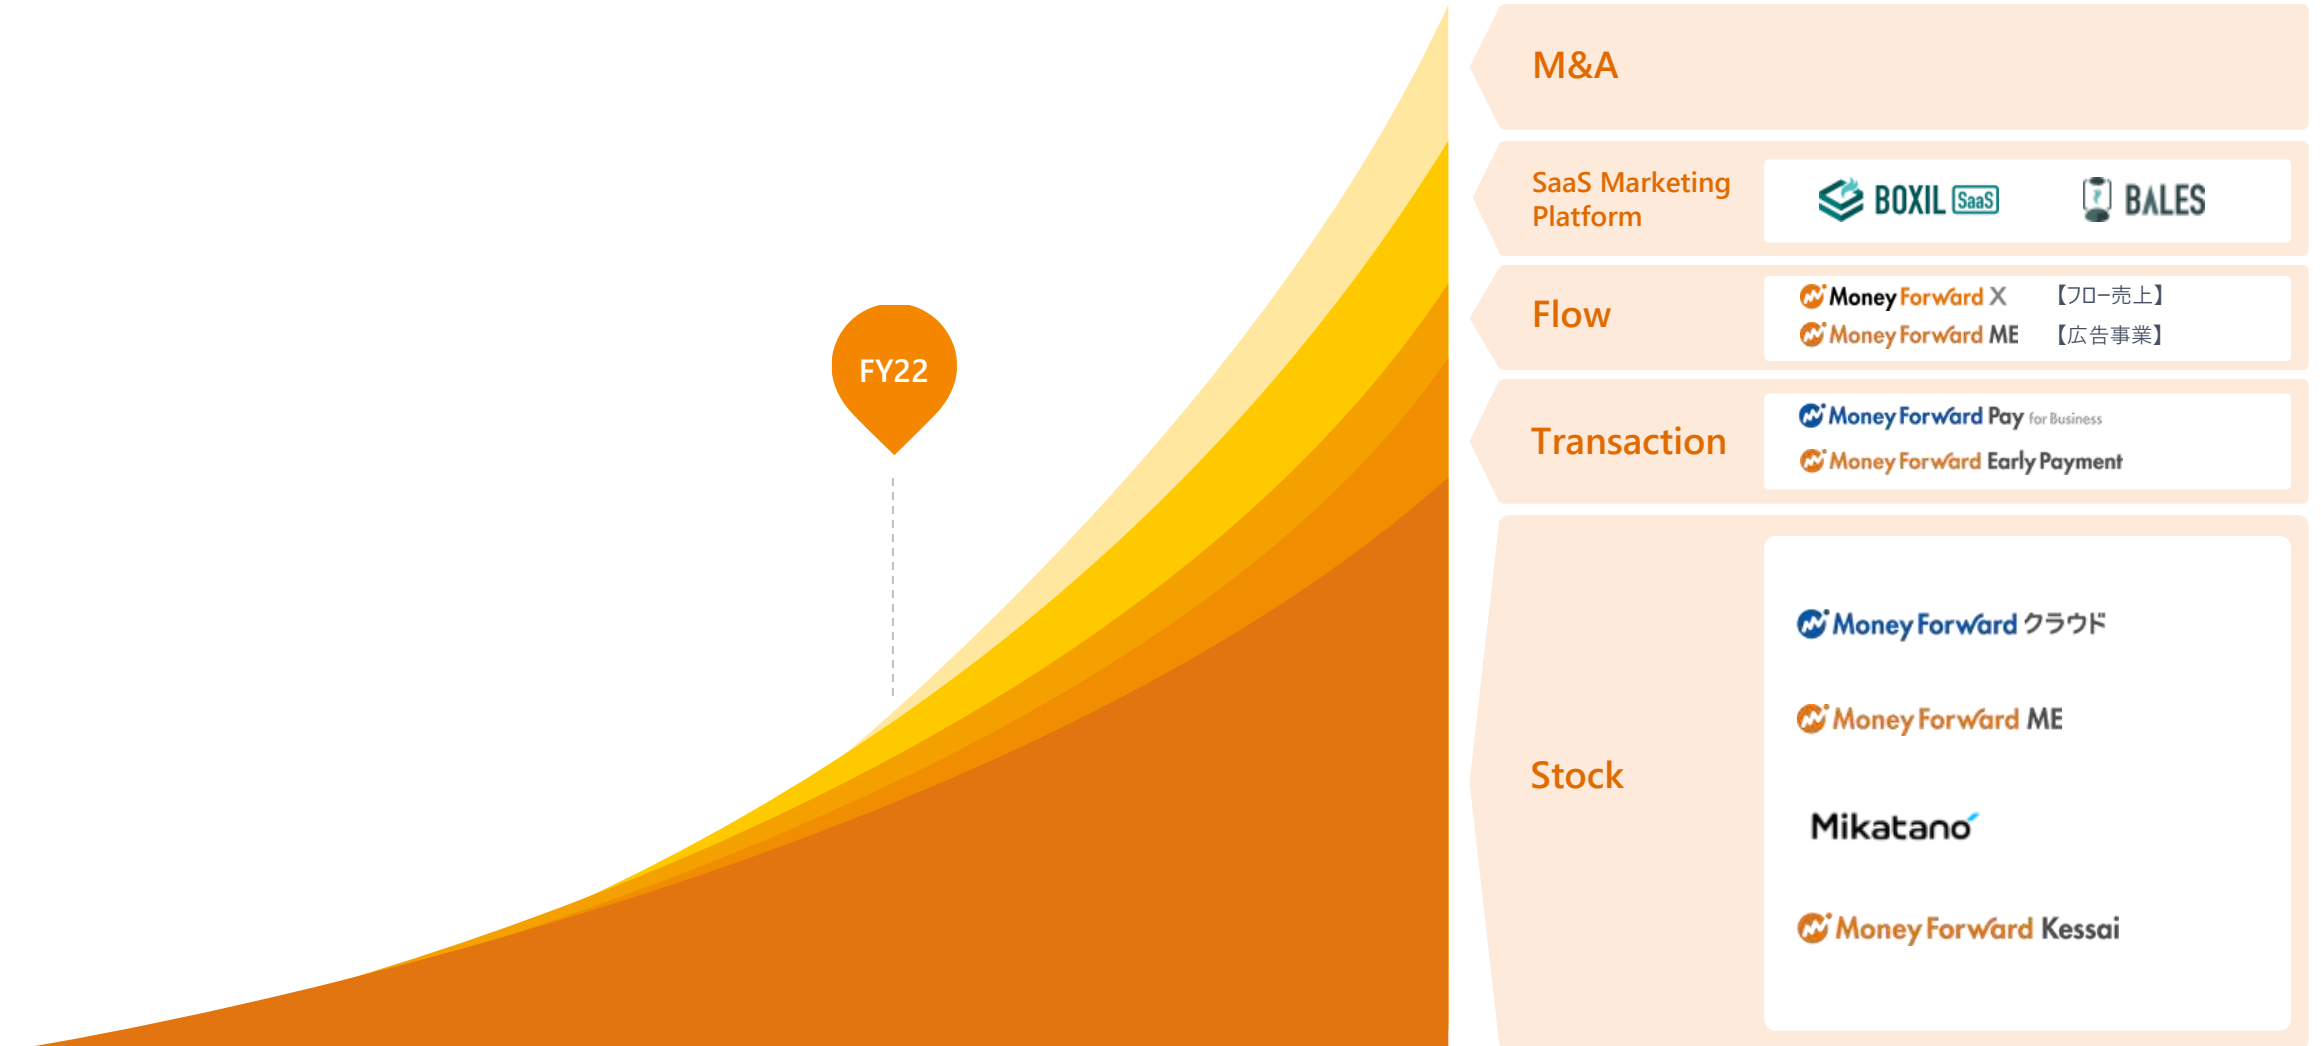 FY22
M&A
SaaS Marketing
Platform
BOXIL SaaS
BALES
Flow
Money Forward X 【フロー売上】
Money Forward ME 【広告事業】
Transaction
Money Forward Pay for Business
Money Forward Early Payment
Stock
Money Forward クラウド
Money Forward ME
Mikatano
Money Forward Kessai